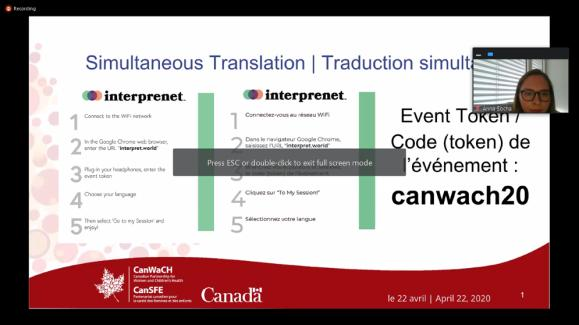 Recording
Simultaneous Translation | Traduction simult
Anna Socha
interprenet
1 Connect to the WiFi network
2 In the Google Chrome web browser,
enter the URL "interpret.world"
3 Plug in your headphones, enter the
event token
4 Choose your language
5 Then select 'Go to my Session' and
enjoy!
interprenet
1 Connectez-vous au réseau WiFi
2 Dans le navigateur Google Chrome,
saisissez l'URL "interpret.world"
3
4 Cliquez sur "To My Session!"
5 Sélectionnez votre langue
Press ESC or double-click to exit full screen mode
Event Token /
Code (token) de
l'événement :
canwach20
CanWaCH
Canadian Partnership for
Women and Children's Health
CanSFE
Partenariat canadien pour
la santé des femmes et des enfants
Canada
le 22 avril | April 22, 2020
1